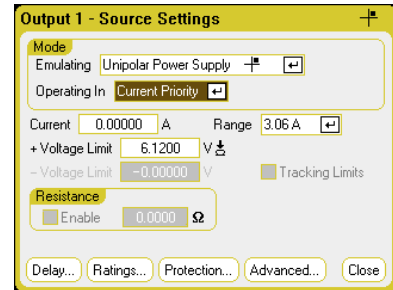 Output 1 - Source Settings
Mode
Emulating Unipolar Power Supply
Operating In Current Priority
Current 0.00000 A Range 3.06 A
+ Voltage Limit 6.1200 V
- Voltage Limit -0.00000 V Tracking Limits
Resistance
Enable 0.0000 Ω
Delay... Ratings... Protection... Advanced... Close